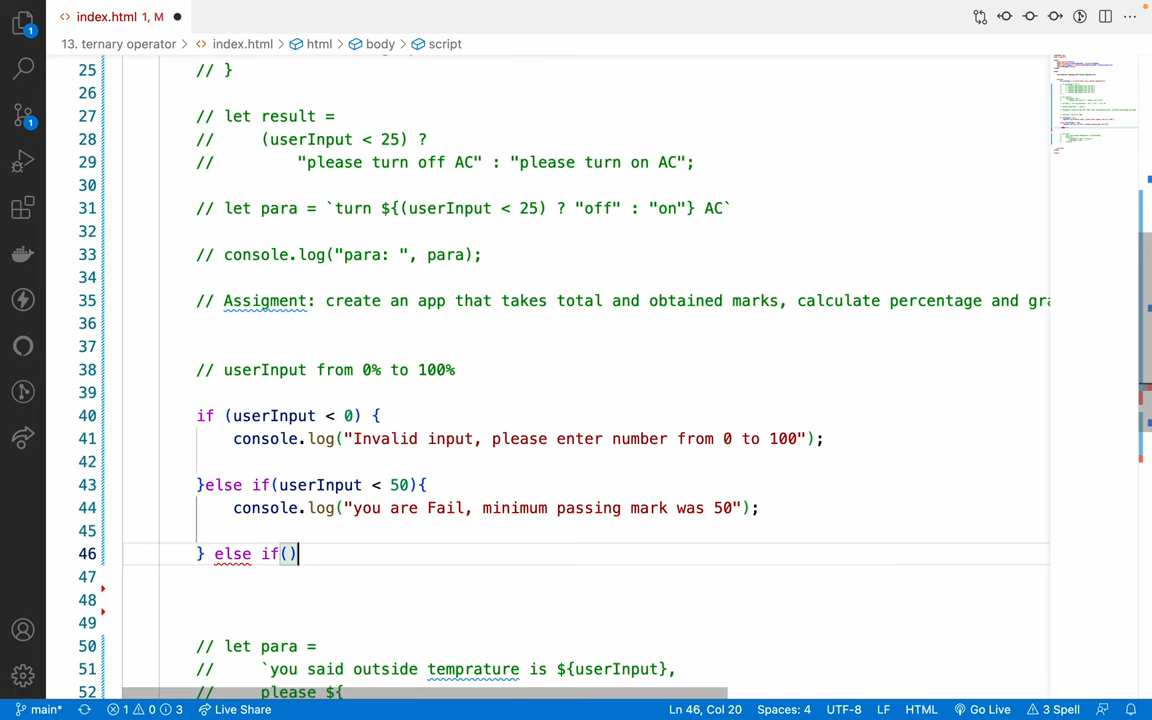 index.html 1, M ●
13. ternary operator > index.html > html > body > script
25 // }
26
27 // let result =
28 //     (userInput < 25) ?
29 //         "please turn off AC" : "please turn on AC";
30
31 // let para = `turn ${(userInput < 25) ? "off" : "on"} AC`
32
33 // console.log("para: ", para);
34
35 // Assigment: create an app that takes total and obtained marks, calculate percentage and gra
36
37
38 // userInput from 0% to 100%
39
40 if (userInput < 0) {
41     console.log("Invalid input, please enter number from 0 to 100");
42
43 }else if(userInput < 50){
44     console.log("you are Fail, minimum passing mark was 50");
45
46 } else if()
47
48
49
50 // let para =
51 //     `you said outside temprature is ${userInput},
52 //     please ${
1
1
main* 1 0 3 Live Share Ln 46, Col 20 Spaces: 4 UTF-8 LF HTML Go Live 3 Spell